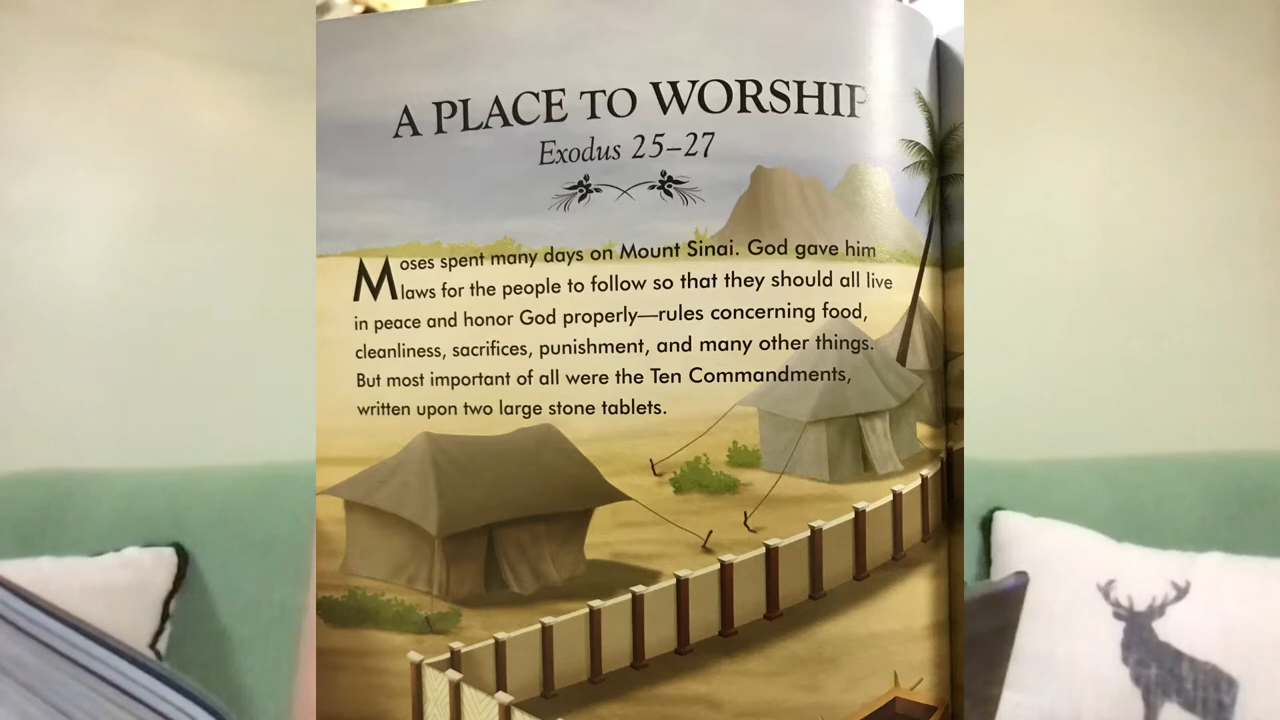 A PLACE TO WORSHIP
Exodus 25–27
Moses spent many days on Mount Sinai. God gave him
laws for the people to follow so that they should all live
in peace and honor God properly—rules concerning food,
cleanliness, sacrifices, punishment, and many other things.
But most important of all were the Ten Commandments,
written upon two large stone tablets.